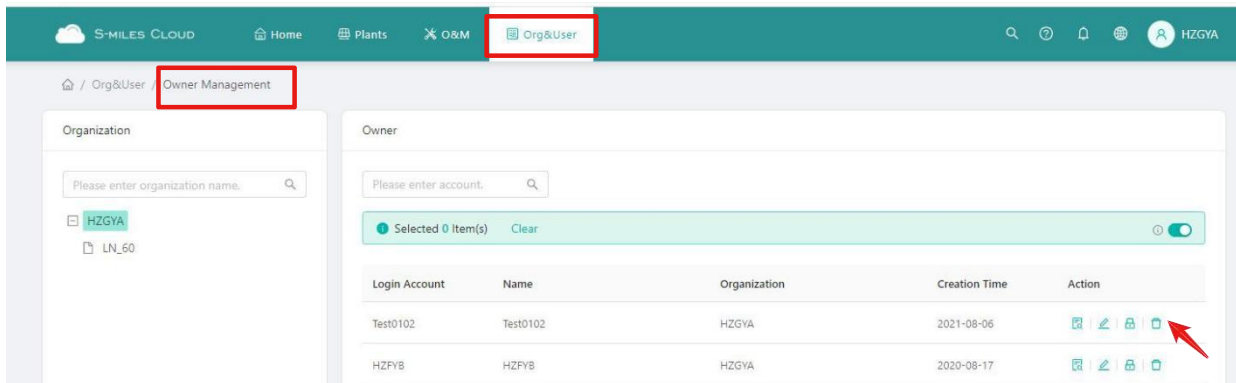 S-MILES CLOUD Home Plants O&M Org&User HZGYA
/ Org&User / Owner Management
Organization
Please enter organization name.
HZGYA
LN_60
Owner
Please enter account.
Selected 0 Item(s) Clear
Login Account Name Organization Creation Time Action
Test0102 Test0102 HZGYA 2021-08-06
HZFYB HZFYB HZGYA 2020-08-17